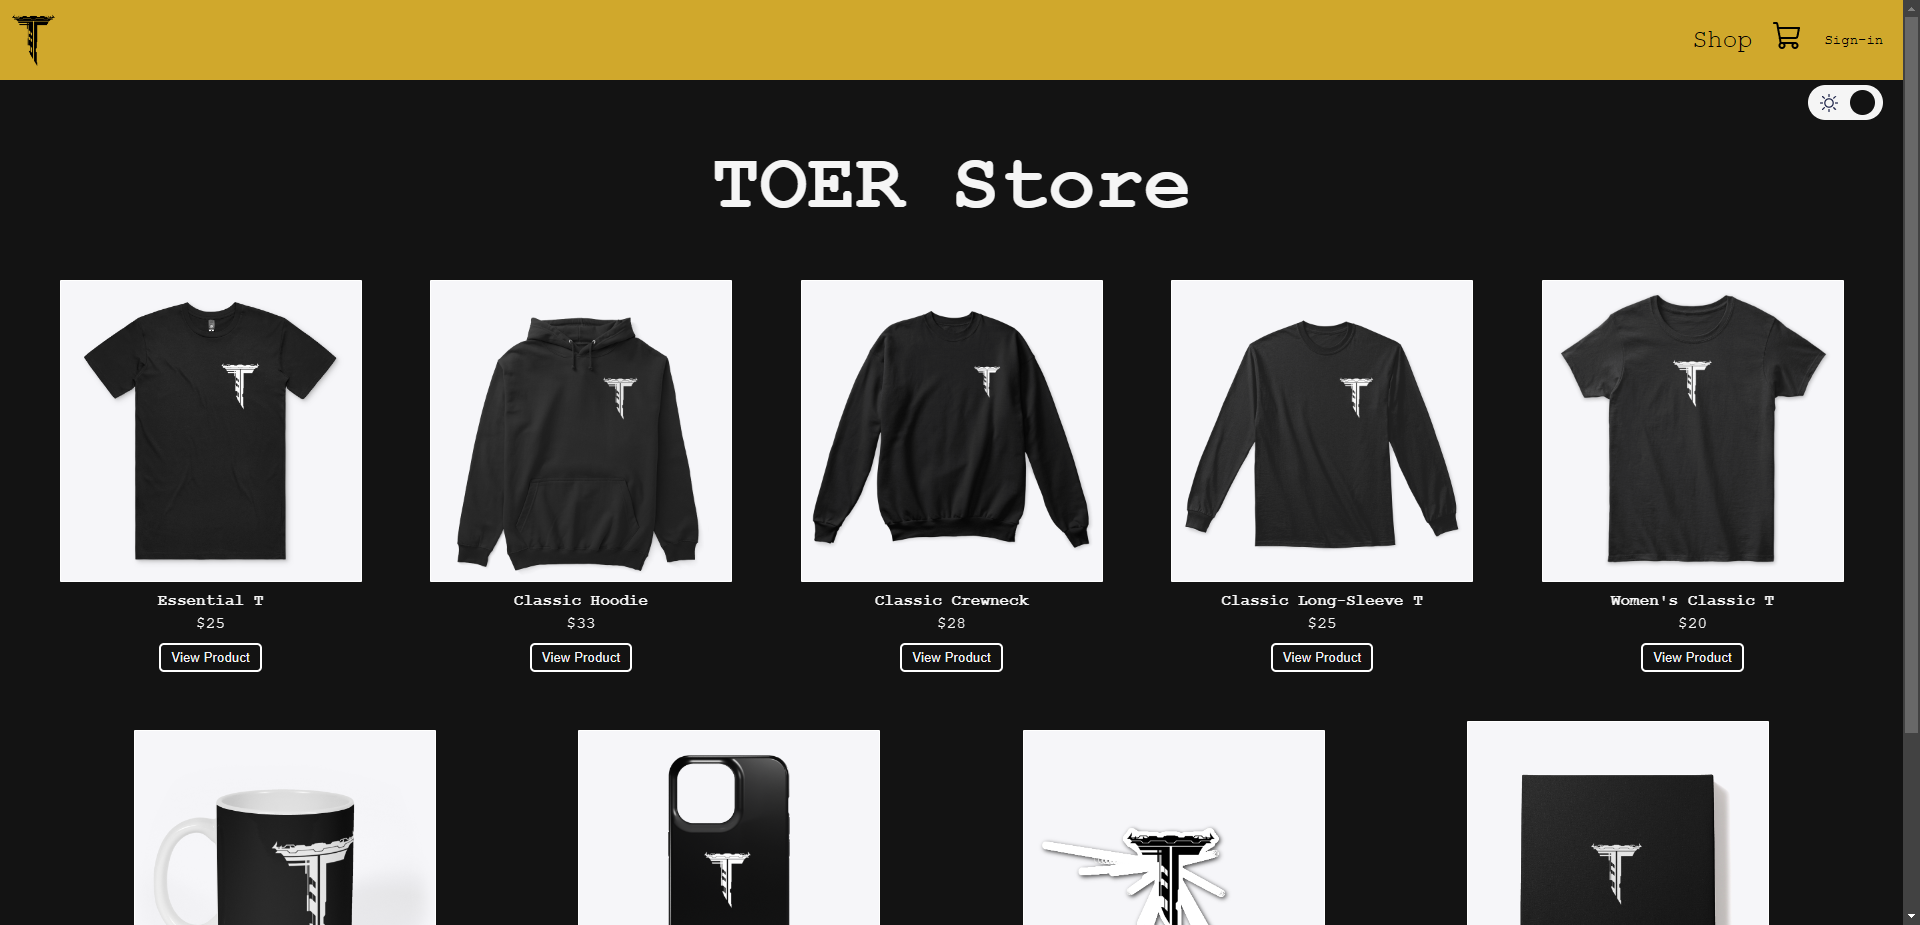 Shop
Sign-in
TOER Store
Essential T
$25
View Product
Classic Hoodie
$33
View Product
Classic Crewneck
$28
View Product
Classic Long-Sleeve T
$25
View Product
Women's Classic T
$20
View Product